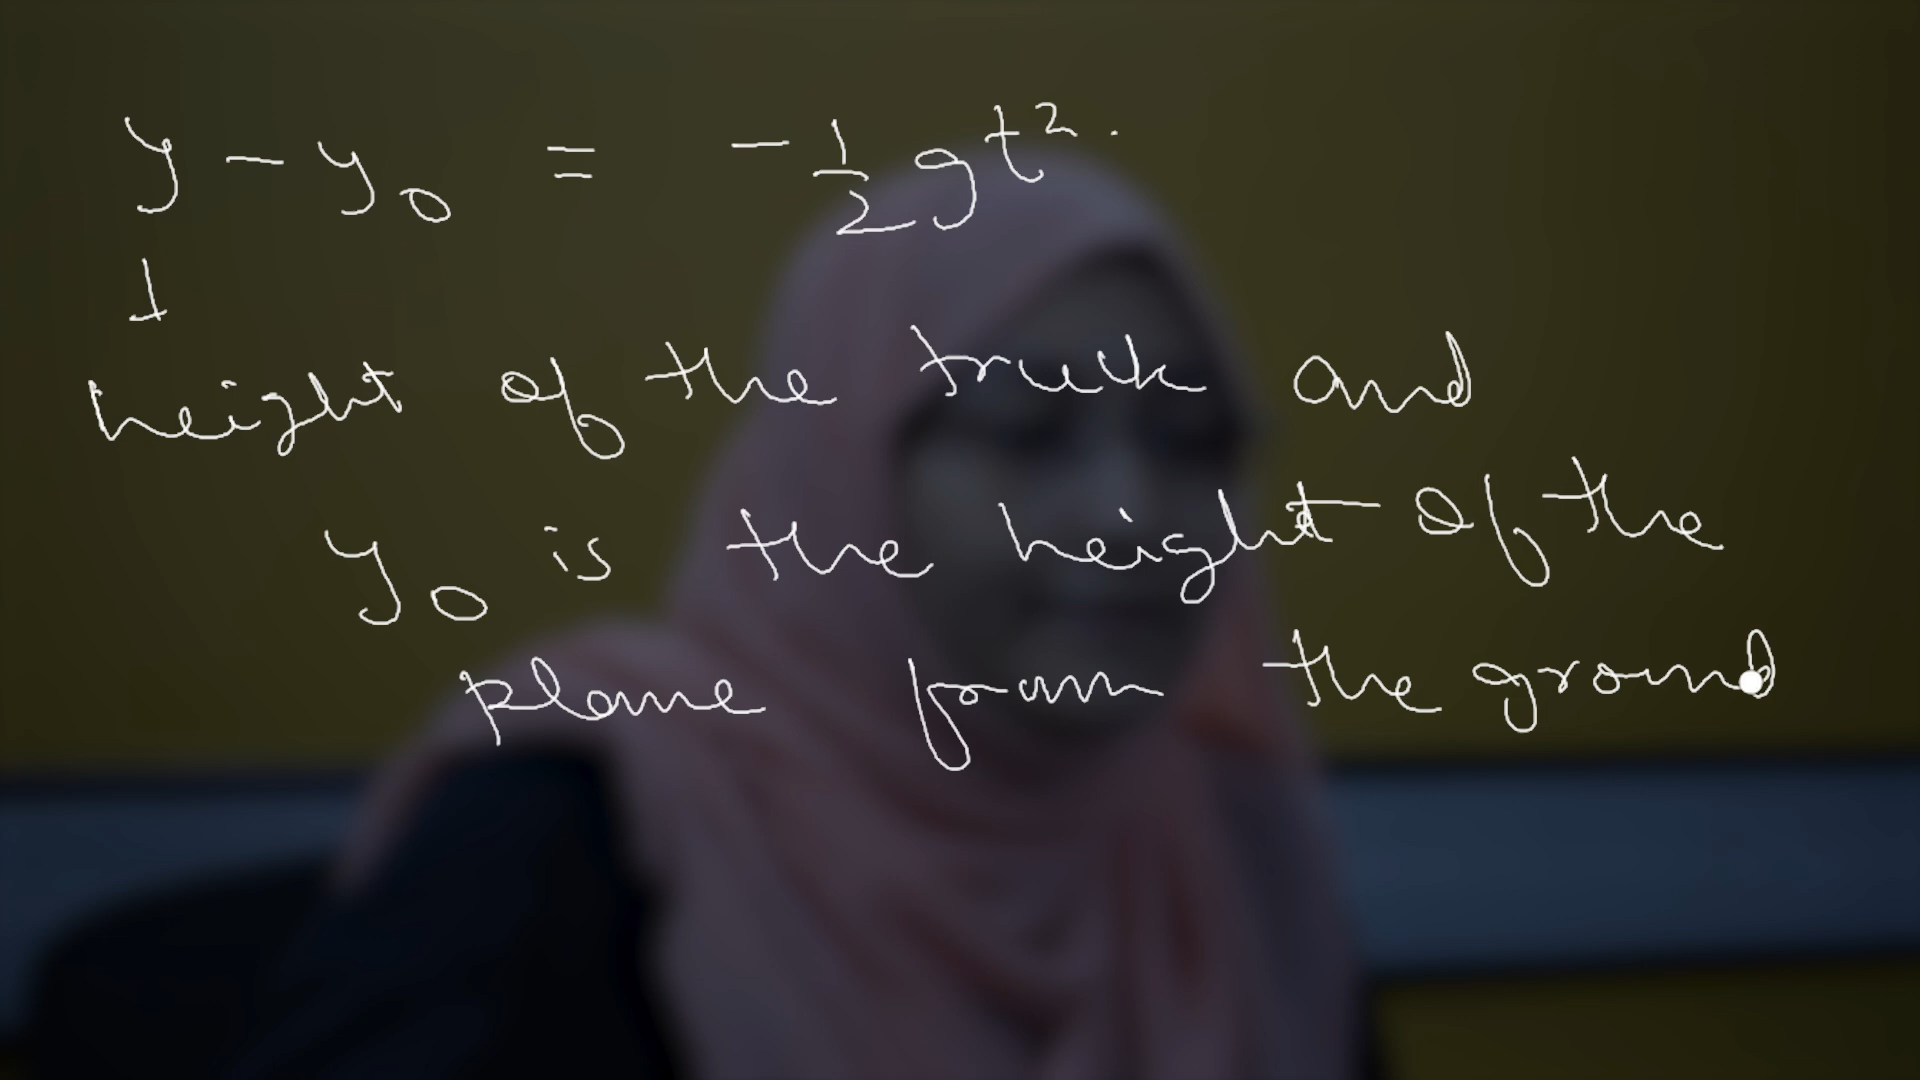 y - y₀ = -½gt².
↓
height of the truck and
y₀ is the height of the
plane from the ground